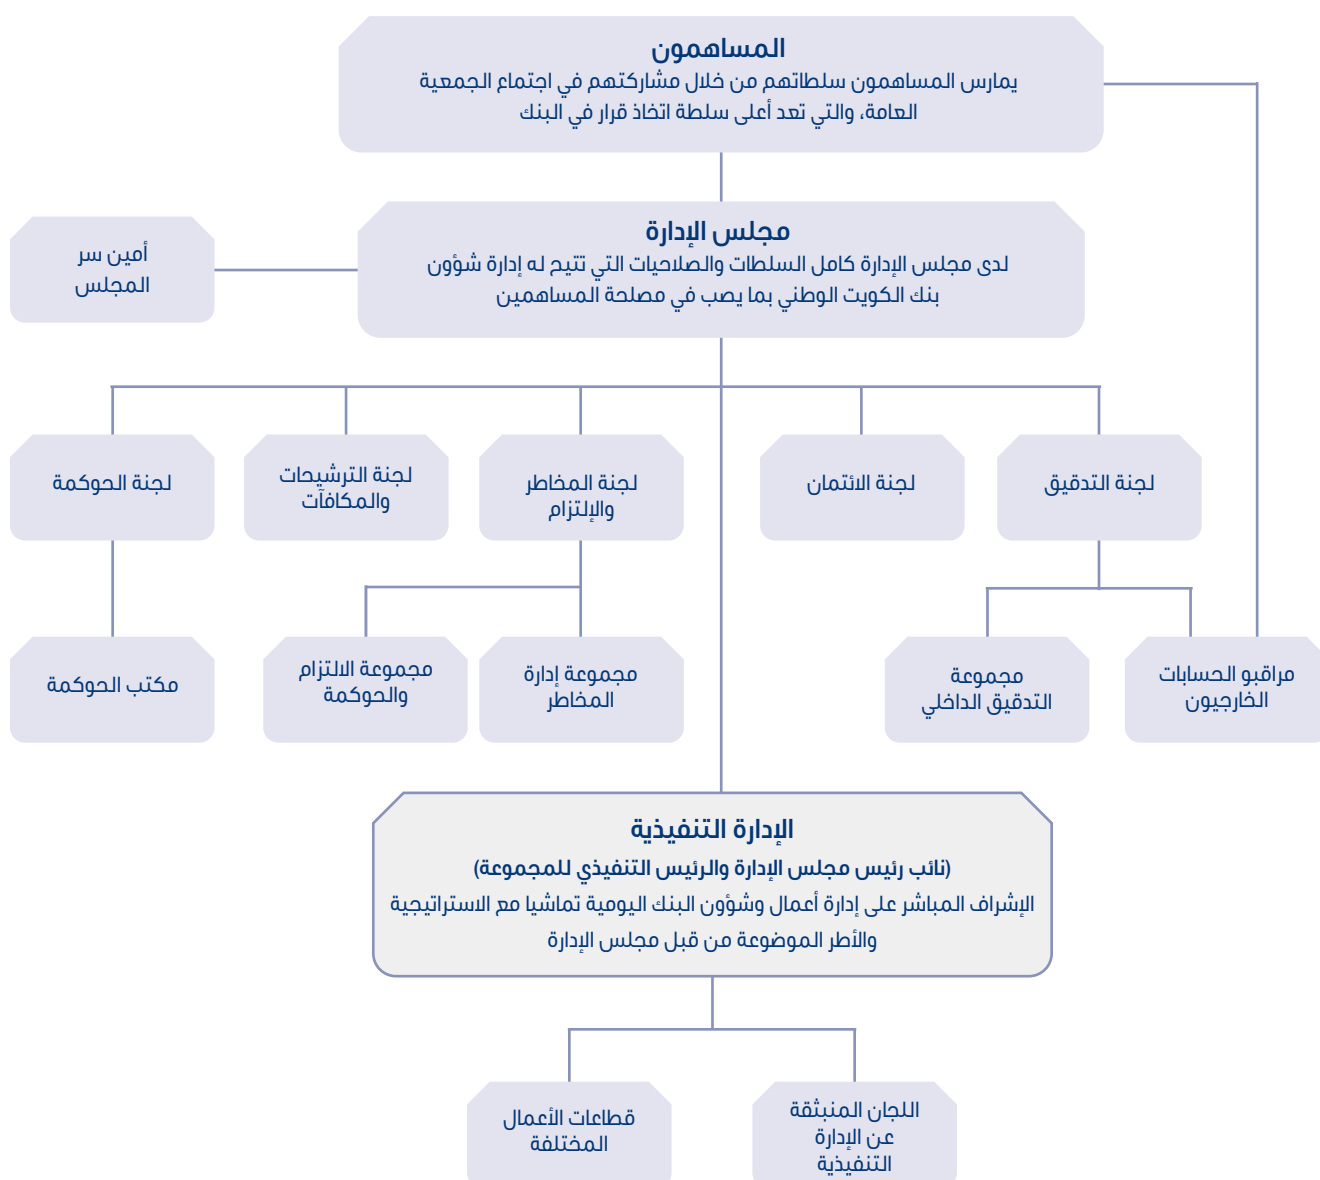 المساهمون
يمارس المساهمون سلطاتهم من خلال مشاركتهم في اجتماع الجمعية
العامة، والتي تعد أعلى سلطة اتخاذ قرار في البنك
مجلس الإدارة
لدى مجلس الإدارة كامل السلطات والصلاحيات التي تتيح له إدارة شؤون
بنك الكويت الوطني بما يصب في مصلحة المساهمين
أمين سر
المجلس
لجنة التدقيق
لجنة الائتمان
لجنة المخاطر
والإلتزام
لجنة الترشيحات
والمكافآت
لجنة الحوكمة
مراقبو الحسابات
الخارجيون
مجموعة
التدقيق الداخلي
مجموعة إدارة
المخاطر
مجموعة الالتزام
والحوكمة
مكتب الحوكمة
الإدارة التنفيذية
(نائب رئيس مجلس الإدارة والرئيس التنفيذي للمجموعة)
الإشراف المباشر على إدارة أعمال وشؤون البنك اليومية تماشيا مع الاستراتيجية
والأطر الموضوعة من قبل مجلس الإدارة
اللجان المنبثقة
عن الإدارة
التنفيذية
قطاعات الأعمال
المختلفة